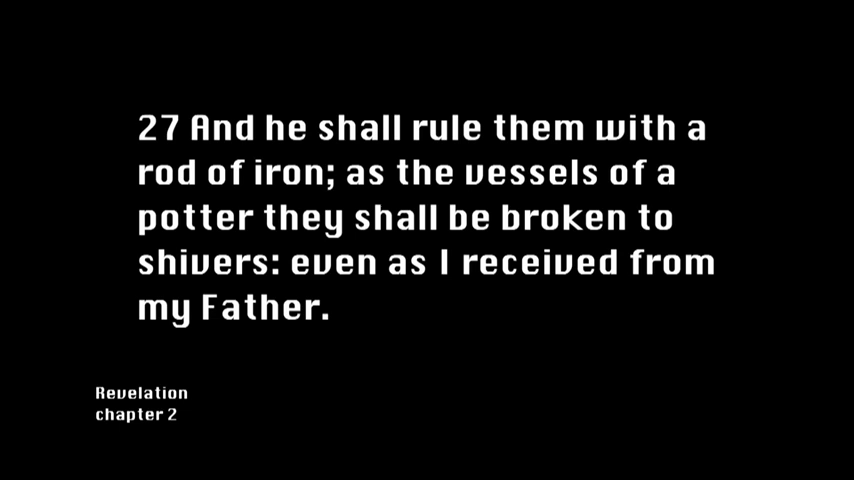 27 And he shall rule them with a
rod of iron; as the vessels of a
potter they shall be broken to
shivers: even as I received from
my Father.
Revelation
chapter 2